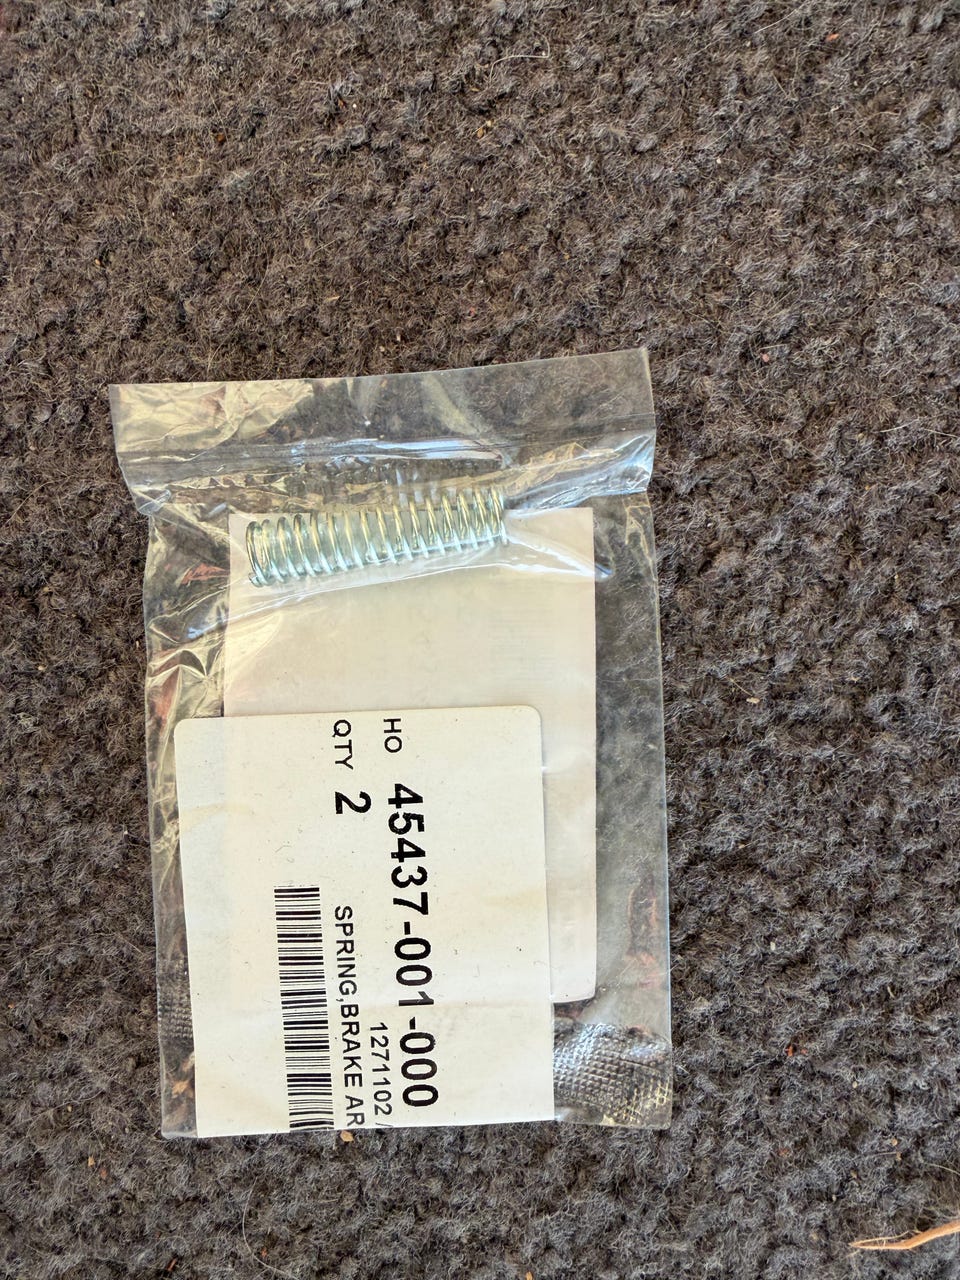 HO 45437-001-000
1271102 /
QTY 2 SPRING,BRAKE AR